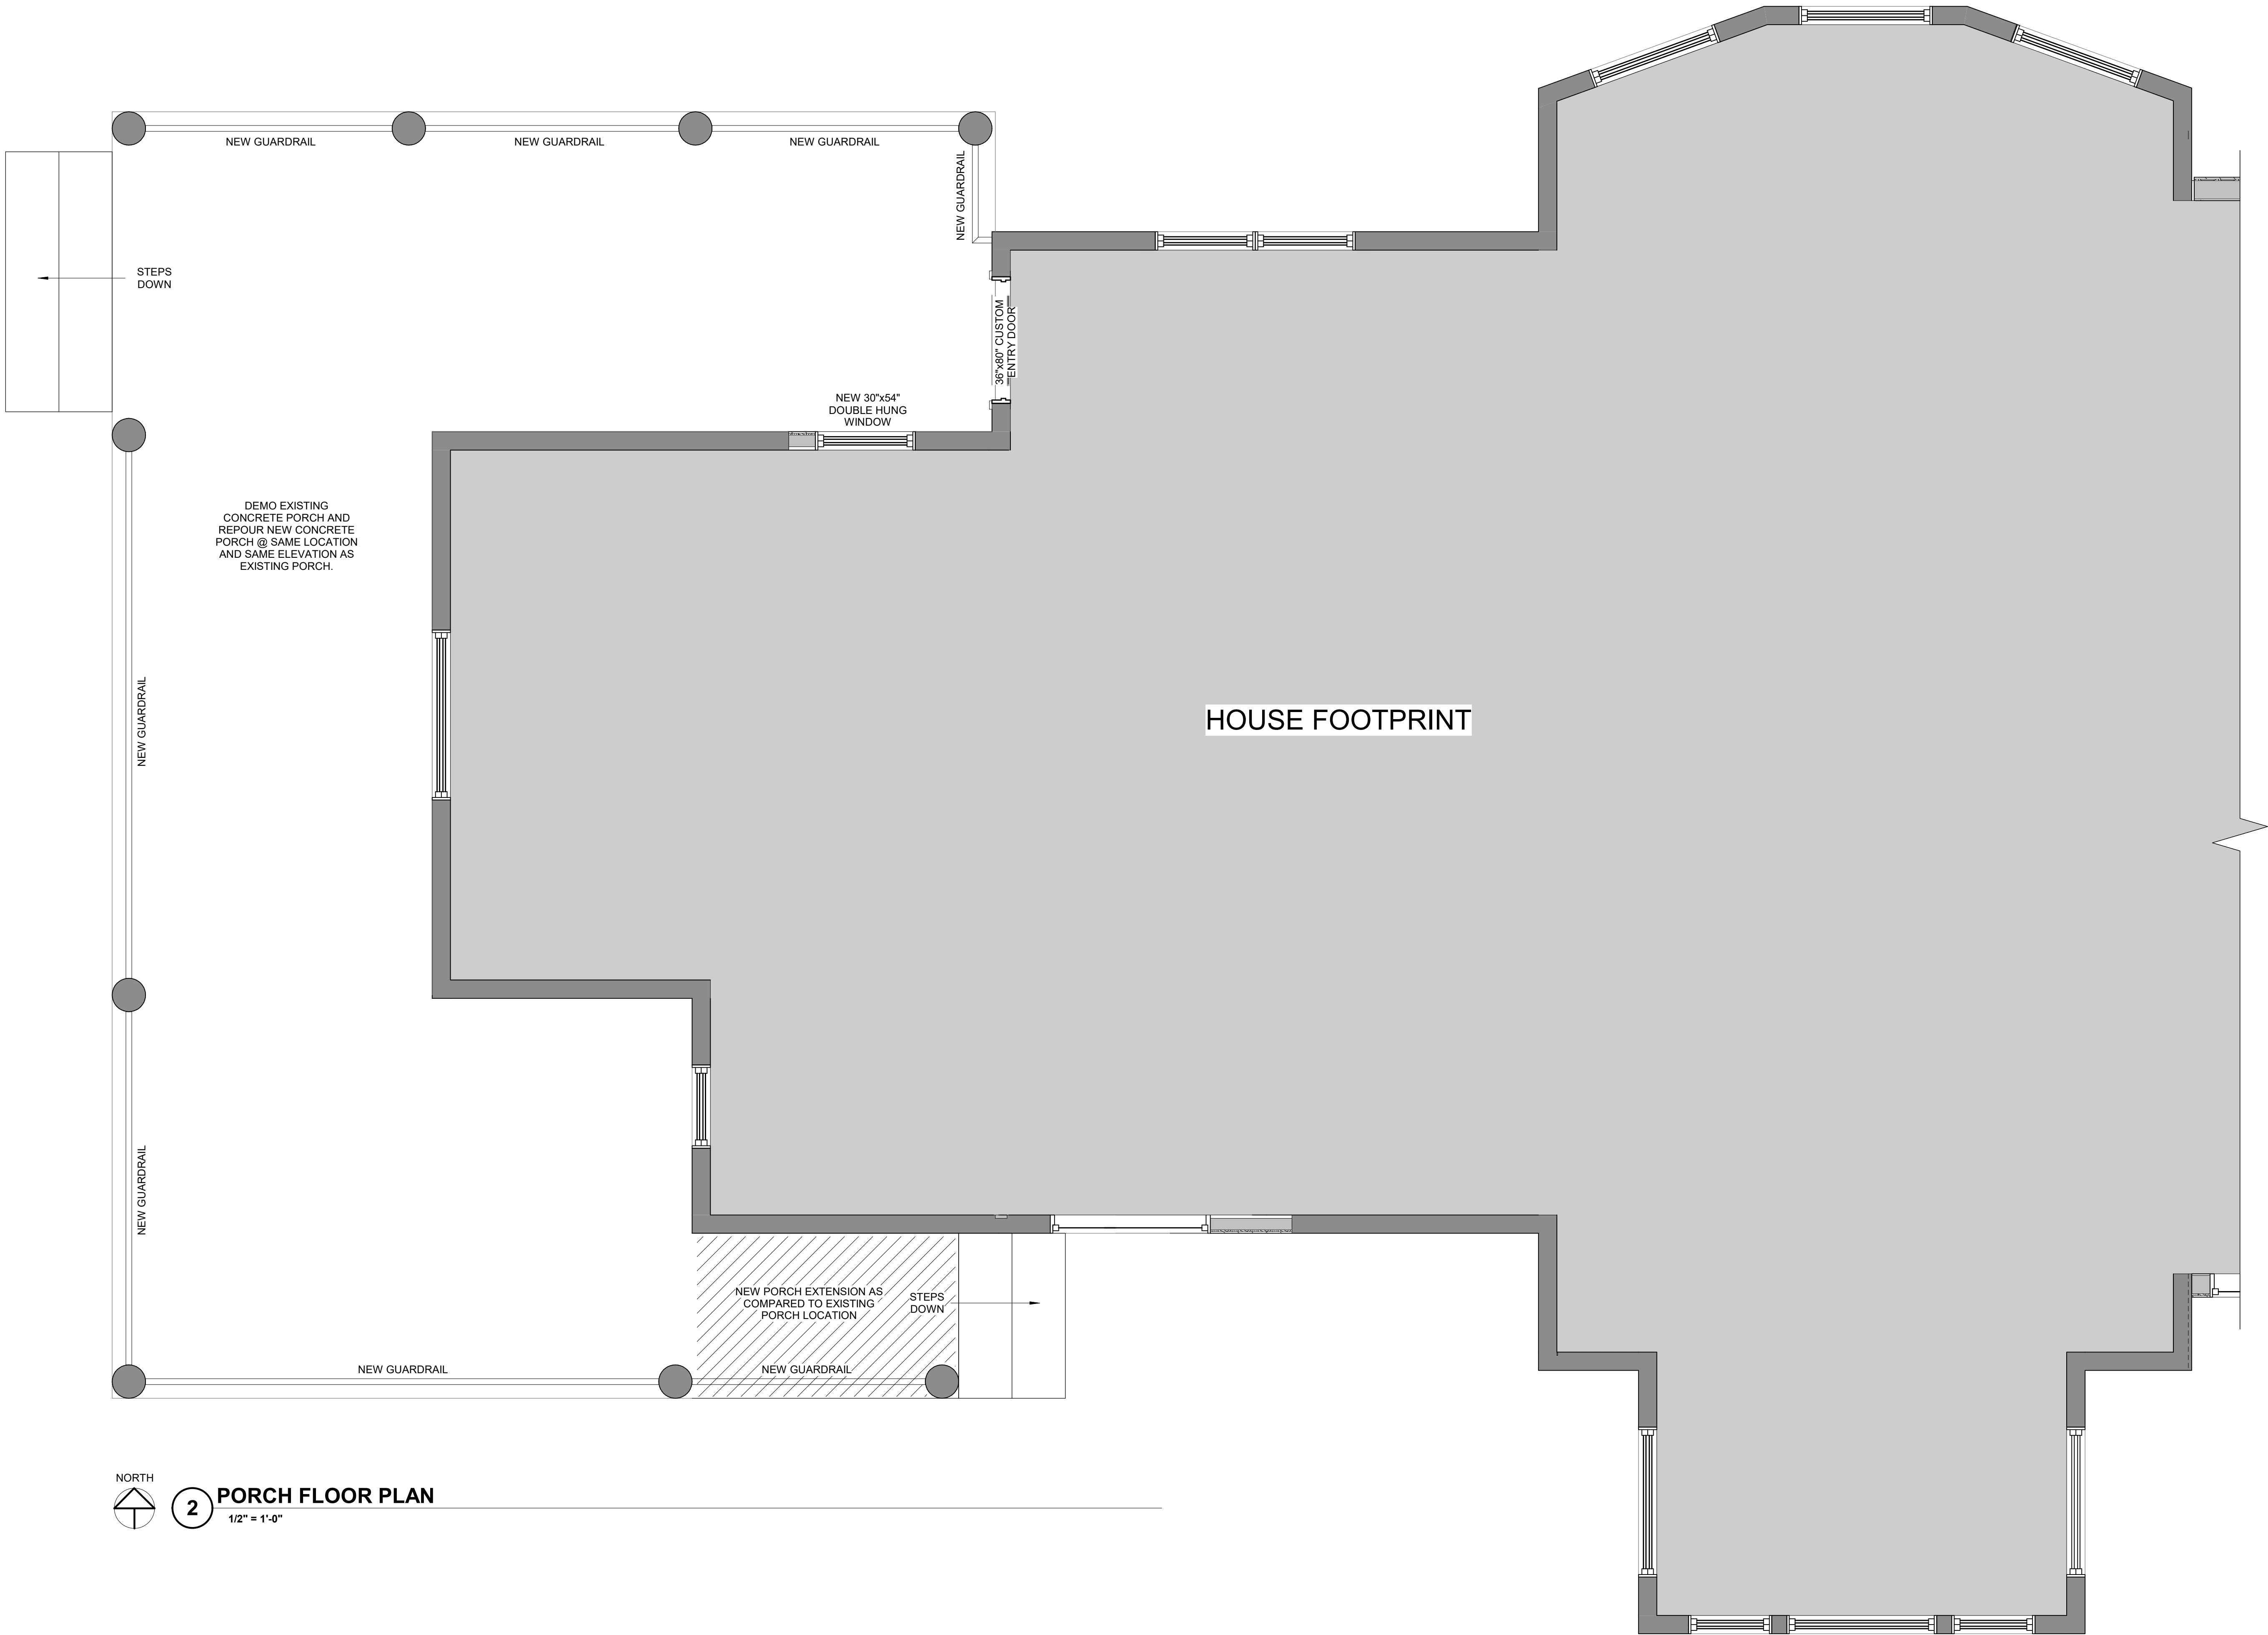 NEW GUARDRAIL
NEW GUARDRAIL
NEW GUARDRAIL
NEW GUARDRAIL
STEPS
DOWN
36"x80" CUSTOM
ENTRY DOOR
NEW 30"x54"
DOUBLE HUNG
WINDOW
DEMO EXISTING
CONCRETE PORCH AND
REPOUR NEW CONCRETE
PORCH @ SAME LOCATION
AND SAME ELEVATION AS
EXISTING PORCH.
NEW GUARDRAIL
HOUSE FOOTPRINT
NEW GUARDRAIL
NEW PORCH EXTENSION AS
COMPARED TO EXISTING
PORCH LOCATION
STEPS
DOWN
NEW GUARDRAIL
NEW GUARDRAIL
NORTH
2
PORCH FLOOR PLAN
1/2" = 1'-0"